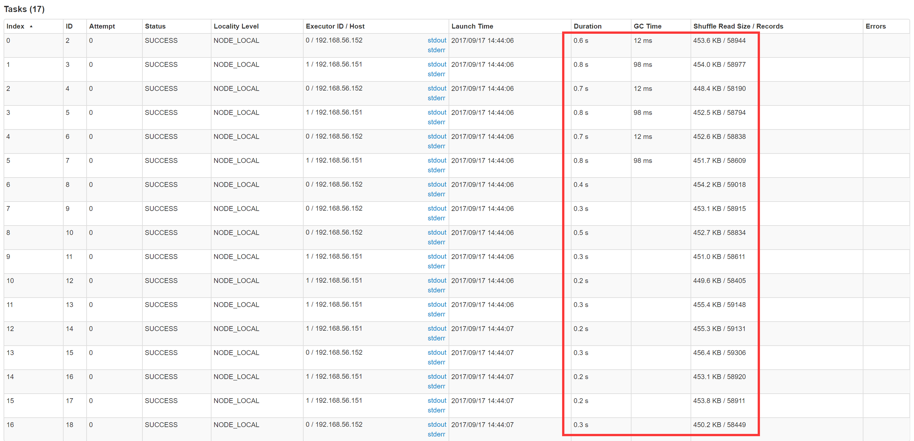 Tasks (17)
Index ▴ ID Attempt Status Locality Level Executor ID / Host Launch Time Duration GC Time Shuffle Read Size / Records Errors
0 2 0 SUCCESS NODE_LOCAL 0 / 192.168.56.152 stdout 2017/09/17 14:44:06 0.6 s 12 ms 453.6 KB / 58944
stderr
1 3 0 SUCCESS NODE_LOCAL 1 / 192.168.56.151 stdout 2017/09/17 14:44:06 0.8 s 98 ms 454.0 KB / 58977
stderr
2 4 0 SUCCESS NODE_LOCAL 0 / 192.168.56.152 stdout 2017/09/17 14:44:06 0.7 s 12 ms 448.4 KB / 58190
stderr
3 5 0 SUCCESS NODE_LOCAL 1 / 192.168.56.151 stdout 2017/09/17 14:44:06 0.8 s 98 ms 452.5 KB / 58794
stderr
4 6 0 SUCCESS NODE_LOCAL 0 / 192.168.56.152 stdout 2017/09/17 14:44:06 0.7 s 12 ms 452.6 KB / 58838
stderr
5 7 0 SUCCESS NODE_LOCAL 1 / 192.168.56.151 stdout 2017/09/17 14:44:06 0.8 s 98 ms 451.7 KB / 58609
stderr
6 8 0 SUCCESS NODE_LOCAL 0 / 192.168.56.152 stdout 2017/09/17 14:44:06 0.4 s 454.2 KB / 59018
stderr
7 9 0 SUCCESS NODE_LOCAL 0 / 192.168.56.152 stdout 2017/09/17 14:44:06 0.3 s 453.1 KB / 58915
stderr
8 10 0 SUCCESS NODE_LOCAL 0 / 192.168.56.152 stdout 2017/09/17 14:44:06 0.5 s 452.7 KB / 58834
stderr
9 11 0 SUCCESS NODE_LOCAL 1 / 192.168.56.151 stdout 2017/09/17 14:44:06 0.3 s 451.0 KB / 58611
stderr
10 12 0 SUCCESS NODE_LOCAL 1 / 192.168.56.151 stdout 2017/09/17 14:44:06 0.2 s 449.6 KB / 58405
stderr
11 13 0 SUCCESS NODE_LOCAL 1 / 192.168.56.151 stdout 2017/09/17 14:44:06 0.3 s 455.4 KB / 59148
stderr
12 14 0 SUCCESS NODE_LOCAL 1 / 192.168.56.151 stdout 2017/09/17 14:44:07 0.2 s 455.3 KB / 59131
stderr
13 15 0 SUCCESS NODE_LOCAL 0 / 192.168.56.152 stdout 2017/09/17 14:44:07 0.3 s 456.4 KB / 59306
stderr
14 16 0 SUCCESS NODE_LOCAL 1 / 192.168.56.151 stdout 2017/09/17 14:44:07 0.2 s 453.1 KB / 58920
stderr
15 17 0 SUCCESS NODE_LOCAL 1 / 192.168.56.151 stdout 2017/09/17 14:44:07 0.2 s 453.8 KB / 58911
stderr
16 18 0 SUCCESS NODE_LOCAL 0 / 192.168.56.152 stdout 2017/09/17 14:44:07 0.3 s 450.2 KB / 58449
stderr